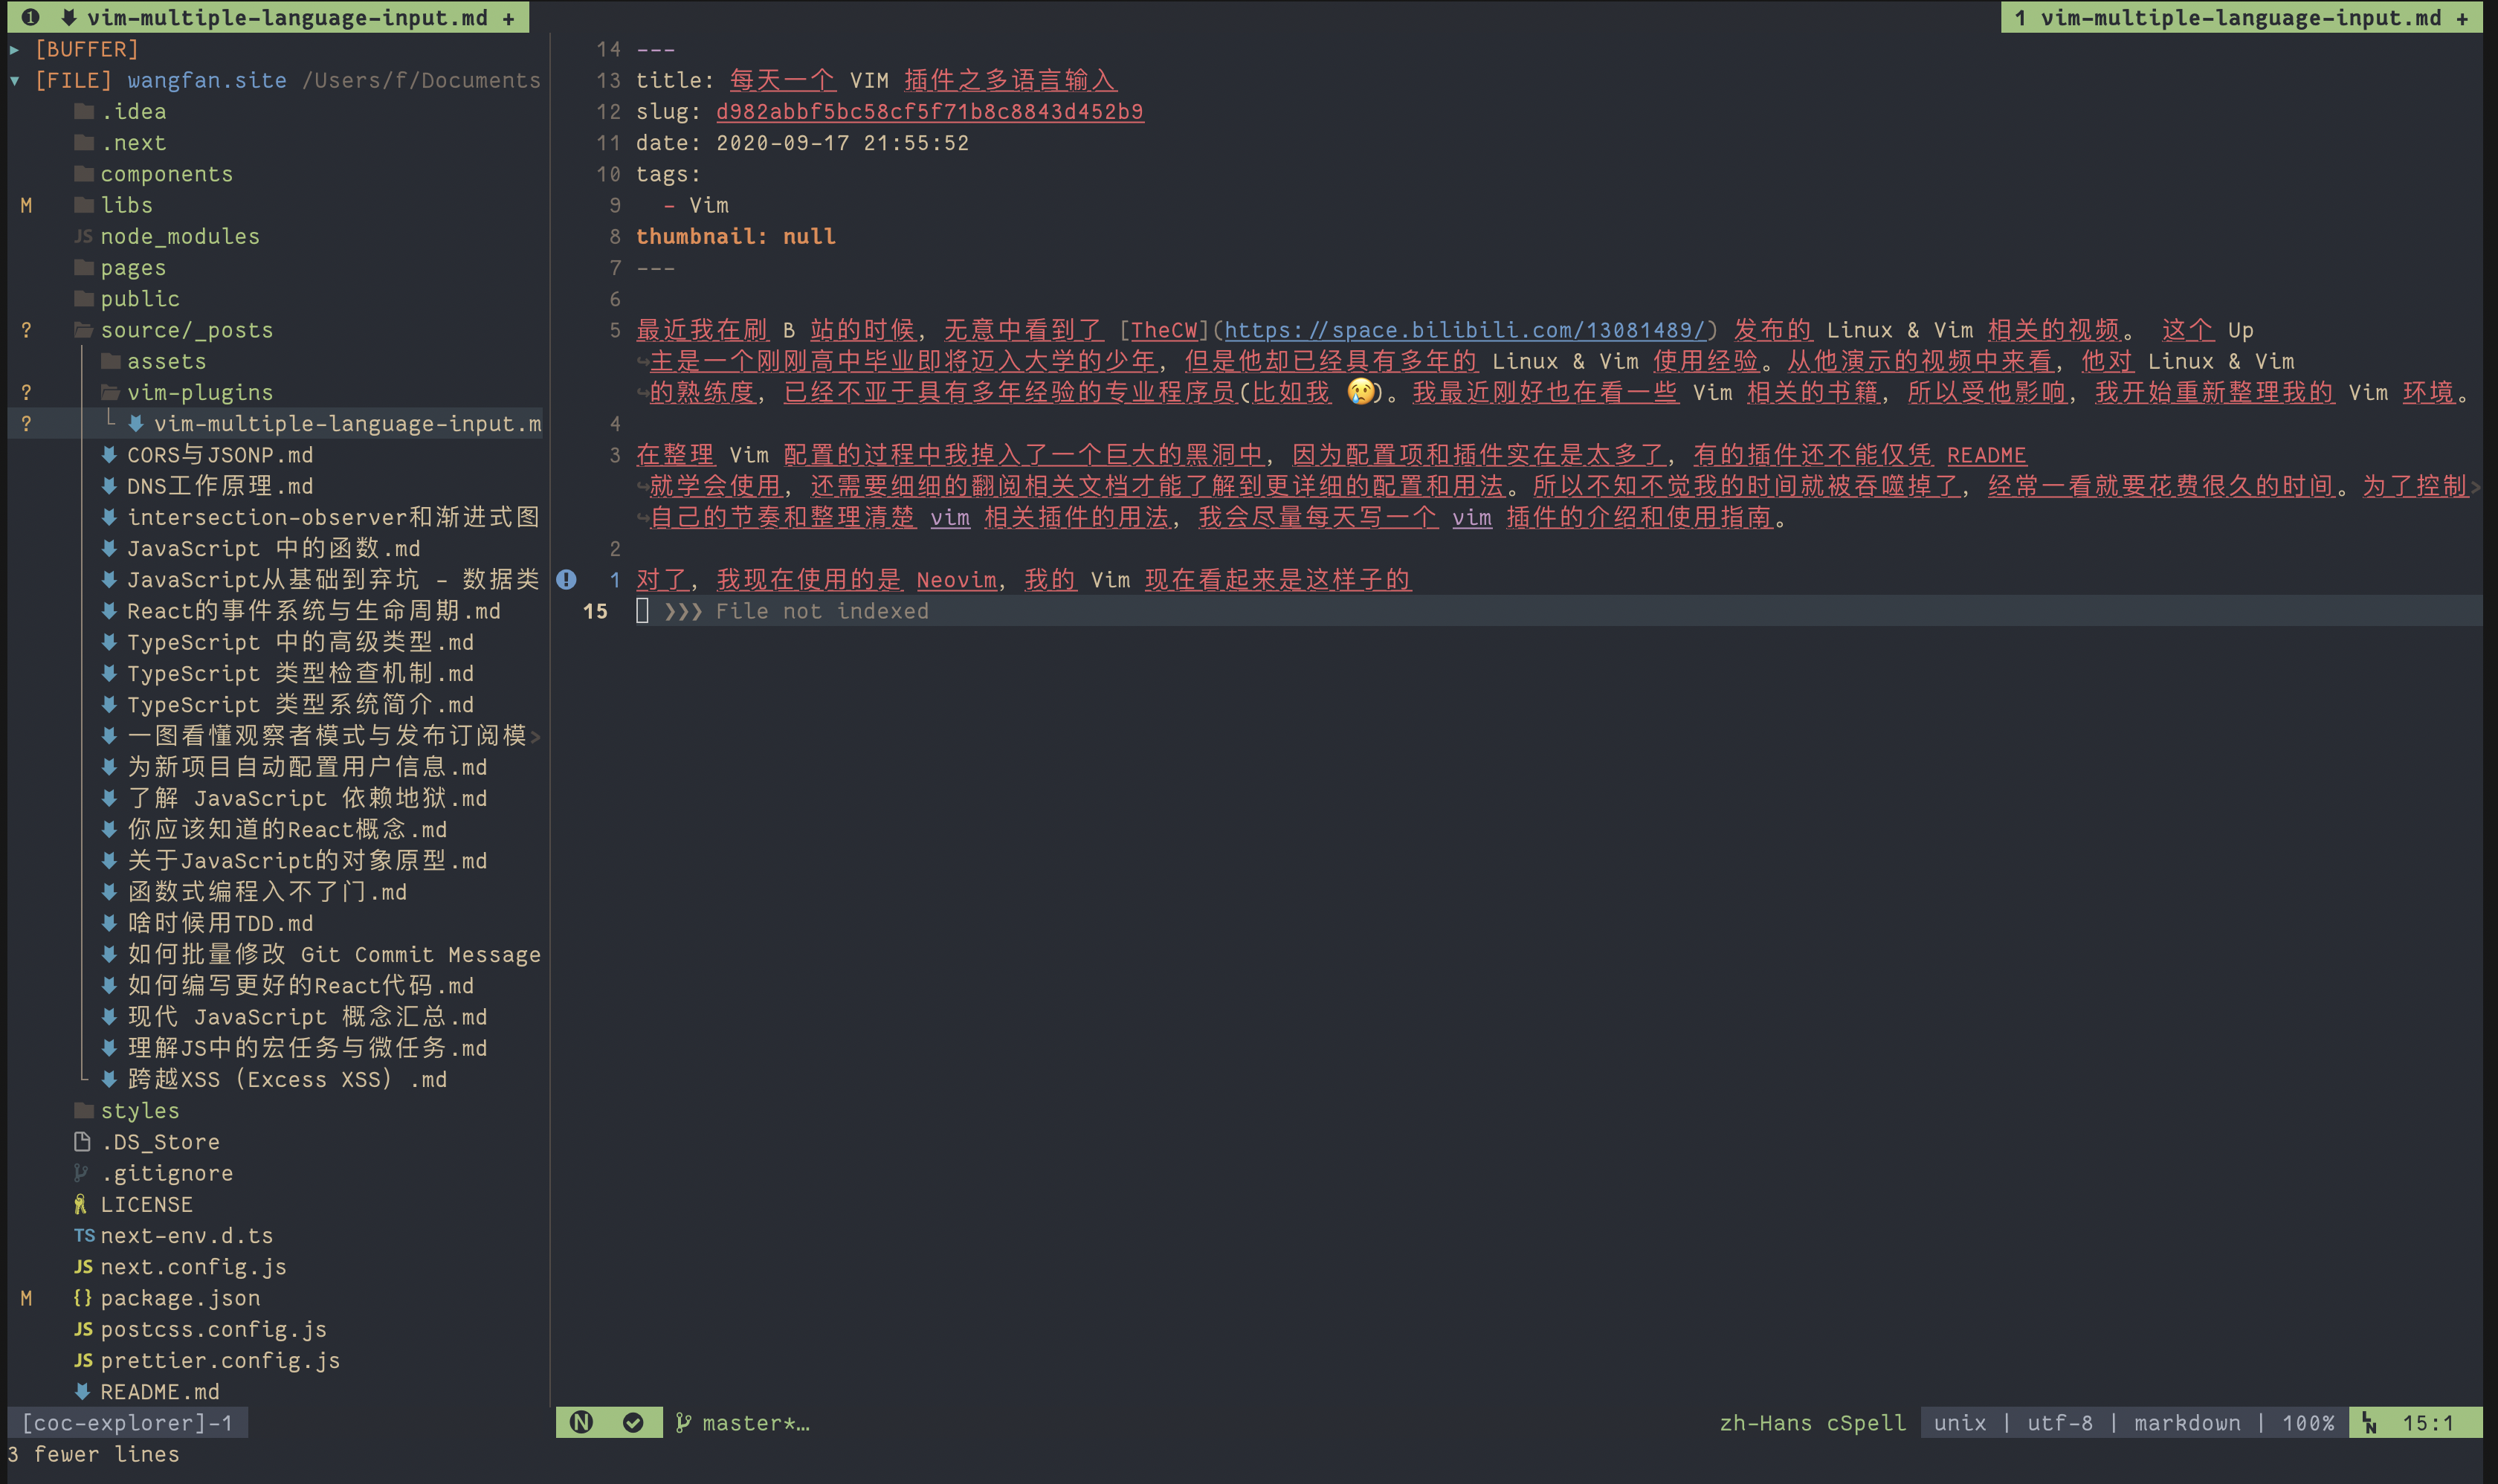 ❶ vim-multiple-language-input.md +
1 vim-multiple-language-input.md +
▸ [BUFFER]
▾ [FILE] wangfan.site /Users/f/Documents
.idea
.next
components
M libs
JS node_modules
pages
public
? source/_posts
assets
? vim-plugins
? vim-multiple-language-input.m
CORS与JSONP.md
DNS工作原理.md
intersection-observer和渐进式图
JavaScript 中的函数.md
JavaScript从基础到弃坑 - 数据类
React的事件系统与生命周期.md
TypeScript 中的高级类型.md
TypeScript 类型检查机制.md
TypeScript 类型系统简介.md
一图看懂观察者模式与发布订阅模>
为新项目自动配置用户信息.md
了解 JavaScript 依赖地狱.md
你应该知道的React概念.md
关于JavaScript的对象原型.md
函数式编程入不了门.md
啥时候用TDD.md
如何批量修改 Git Commit Message
如何编写更好的React代码.md
现代 JavaScript 概念汇总.md
理解JS中的宏任务与微任务.md
跨越XSS（Excess XSS）.md
styles
.DS_Store
.gitignore
LICENSE
TS next-env.d.ts
JS next.config.js
M {} package.json
JS postcss.config.js
JS prettier.config.js
README.md
[coc-explorer]-1
14 ---
13 title: 每天一个 VIM 插件之多语言输入
12 slug: d982abbf5bc58cf5f71b8c8843d452b9
11 date: 2020-09-17 21:55:52
10 tags:
9 - Vim
8 thumbnail: null
7 ---
6
5 最近我在刷 B 站的时候，无意中看到了 [TheCW](https://space.bilibili.com/13081489/) 发布的 Linux & Vim 相关的视频。 这个 Up
↪主是一个刚刚高中毕业即将迈入大学的少年，但是他却已经具有多年的 Linux & Vim 使用经验。从他演示的视频中来看，他对 Linux & Vim
↪的熟练度，已经不亚于具有多年经验的专业程序员(比如我 😢)。我最近刚好也在看一些 Vim 相关的书籍，所以受他影响，我开始重新整理我的 Vim 环境。
4
3 在整理 Vim 配置的过程中我掉入了一个巨大的黑洞中，因为配置项和插件实在是太多了，有的插件还不能仅凭 README
↪就学会使用，还需要细细的翻阅相关文档才能了解到更详细的配置和用法。所以不知不觉我的时间就被吞噬掉了，经常一看就要花费很久的时间。为了控制>
↪自己的节奏和整理清楚 vim 相关插件的用法，我会尽量每天写一个 vim 插件的介绍和使用指南。
2
1 对了，我现在使用的是 Neovim，我的 Vim 现在看起来是这样子的
15 ❯❯❯ File not indexed
N master*…
zh-Hans cSpell unix | utf-8 | markdown | 100% LN 15:1
3 fewer lines